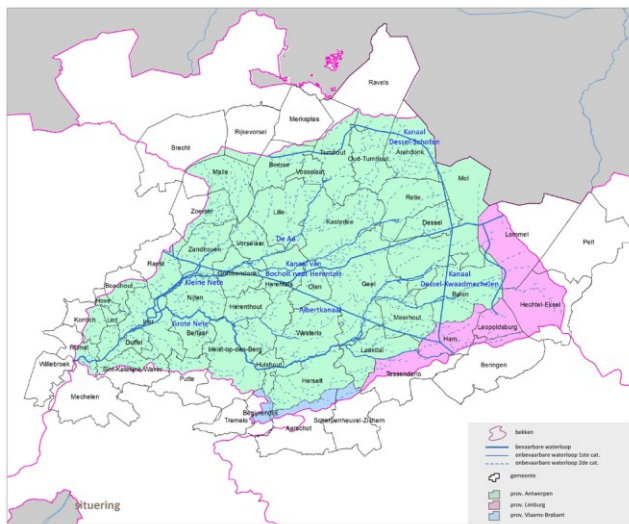 Ravels
Merksplas
Rijkevorsel
Brecht
Kanaal
Dessel-Schoten
Turnhout
Beerse
Vosselaar
Oud-Turnhout
Arendonk
Malle
Mol
Retie
Lille
Zoersel
Kasterlee
Dessel
Lommel
De Aa
Vorselaar
Zandhoven
Pelt
Ranst
Kanaal van
Bocholt naar Herentals
Grobbendonk
Kleine Nete
Herentals
Olen
Geel
Kanaal
Dessel-Kwaadmechelen
Balen
Boechout
Hove
Nijlen
Kontich
Lint
Lier
Herenthout
Albertkanaal
Meerhout
Hechtel-Eksel
Grote Nete
Berlaar
Westerlo
Leopoldsburg
Ham
Duffel
Rumst
Heist-op-den-Berg
Laakdal
Hulshout
Willebroek
Sint-Katelijne-Waver
Putte
Herselt
Tessenderlo
Beringen
Mechelen
Begijnendijk
Tremelo
Aarschot
Scherpenheuvel-Zichem
bekken
bevaarbare waterloop
onbevaarbare waterloop 1ste cat.
onbevaarbare waterloop 2de cat.
gemeente
prov. Antwerpen
prov. Limburg
prov. Vlaams-Brabant
situering